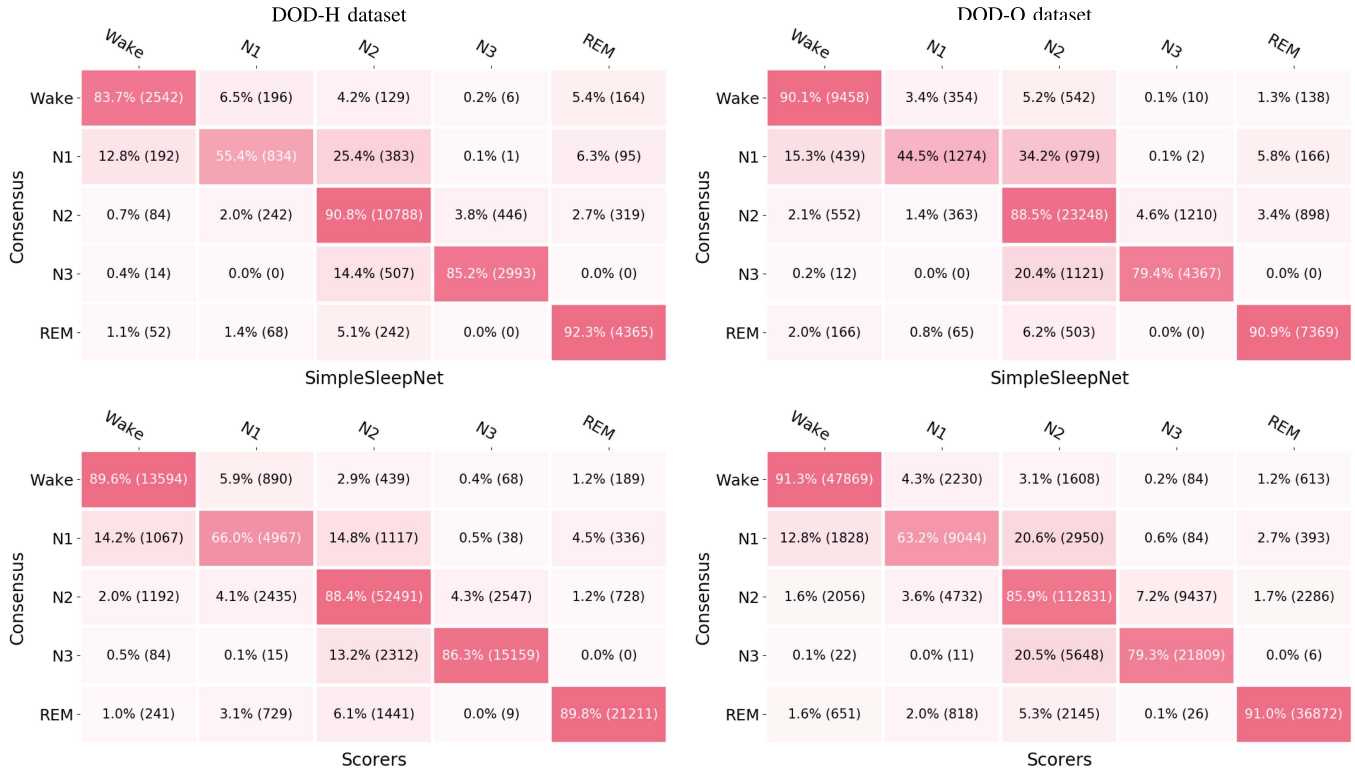 DOD-H dataset
Wake N1 N2 N3 REM
Wake 83.7% (2542) 6.5% (196) 4.2% (129) 0.2% (6) 5.4% (164)
N1 12.8% (192) 55.4% (834) 25.4% (383) 0.1% (1) 6.3% (95)
N2 0.7% (84) 2.0% (242) 90.8% (10788) 3.8% (446) 2.7% (319)
N3 0.4% (14) 0.0% (0) 14.4% (507) 85.2% (2993) 0.0% (0)
REM 1.1% (52) 1.4% (68) 5.1% (242) 0.0% (0) 92.3% (4365)
Consensus
SimpleSleepNet
DOD-O dataset
Wake N1 N2 N3 REM
Wake 90.1% (9458) 3.4% (354) 5.2% (542) 0.1% (10) 1.3% (138)
N1 15.3% (439) 44.5% (1274) 34.2% (979) 0.1% (2) 5.8% (166)
N2 2.1% (552) 1.4% (363) 88.5% (23248) 4.6% (1210) 3.4% (898)
N3 0.2% (12) 0.0% (0) 20.4% (1121) 79.4% (4367) 0.0% (0)
REM 2.0% (166) 0.8% (65) 6.2% (503) 0.0% (0) 90.9% (7369)
Consensus
SimpleSleepNet
Wake N1 N2 N3 REM
Wake 89.6% (13594) 5.9% (890) 2.9% (439) 0.4% (68) 1.2% (189)
N1 14.2% (1067) 66.0% (4967) 14.8% (1117) 0.5% (38) 4.5% (336)
N2 2.0% (1192) 4.1% (2435) 88.4% (52491) 4.3% (2547) 1.2% (728)
N3 0.5% (84) 0.1% (15) 13.2% (2312) 86.3% (15159) 0.0% (0)
REM 1.0% (241) 3.1% (729) 6.1% (1441) 0.0% (9) 89.8% (21211)
Consensus
Scorers
Wake N1 N2 N3 REM
Wake 91.3% (47869) 4.3% (2230) 3.1% (1608) 0.2% (84) 1.2% (613)
N1 12.8% (1828) 63.2% (9044) 20.6% (2950) 0.6% (84) 2.7% (393)
N2 1.6% (2056) 3.6% (4732) 85.9% (112831) 7.2% (9437) 1.7% (2286)
N3 0.1% (22) 0.0% (11) 20.5% (5648) 79.3% (21809) 0.0% (6)
REM 1.6% (651) 2.0% (818) 5.3% (2145) 0.1% (26) 91.0% (36872)
Consensus
Scorers